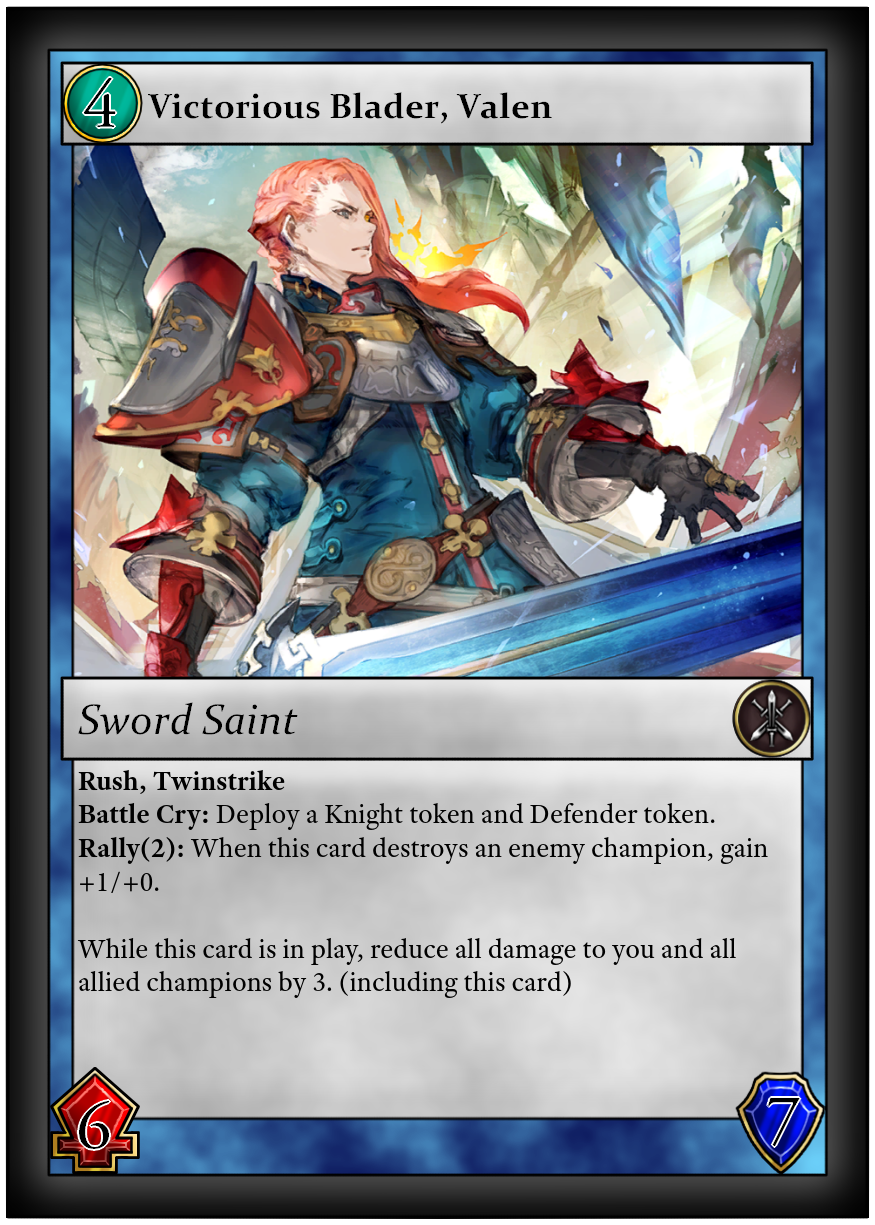 4
Victorious Blader, Valen
Sword Saint
Rush, Twinstrike
Battle Cry: Deploy a Knight token and Defender token.
Rally(2): When this card destroys an enemy champion, gain
+1/+0.
While this card is in play, reduce all damage to you and all
allied champions by 3. (including this card)
6
7